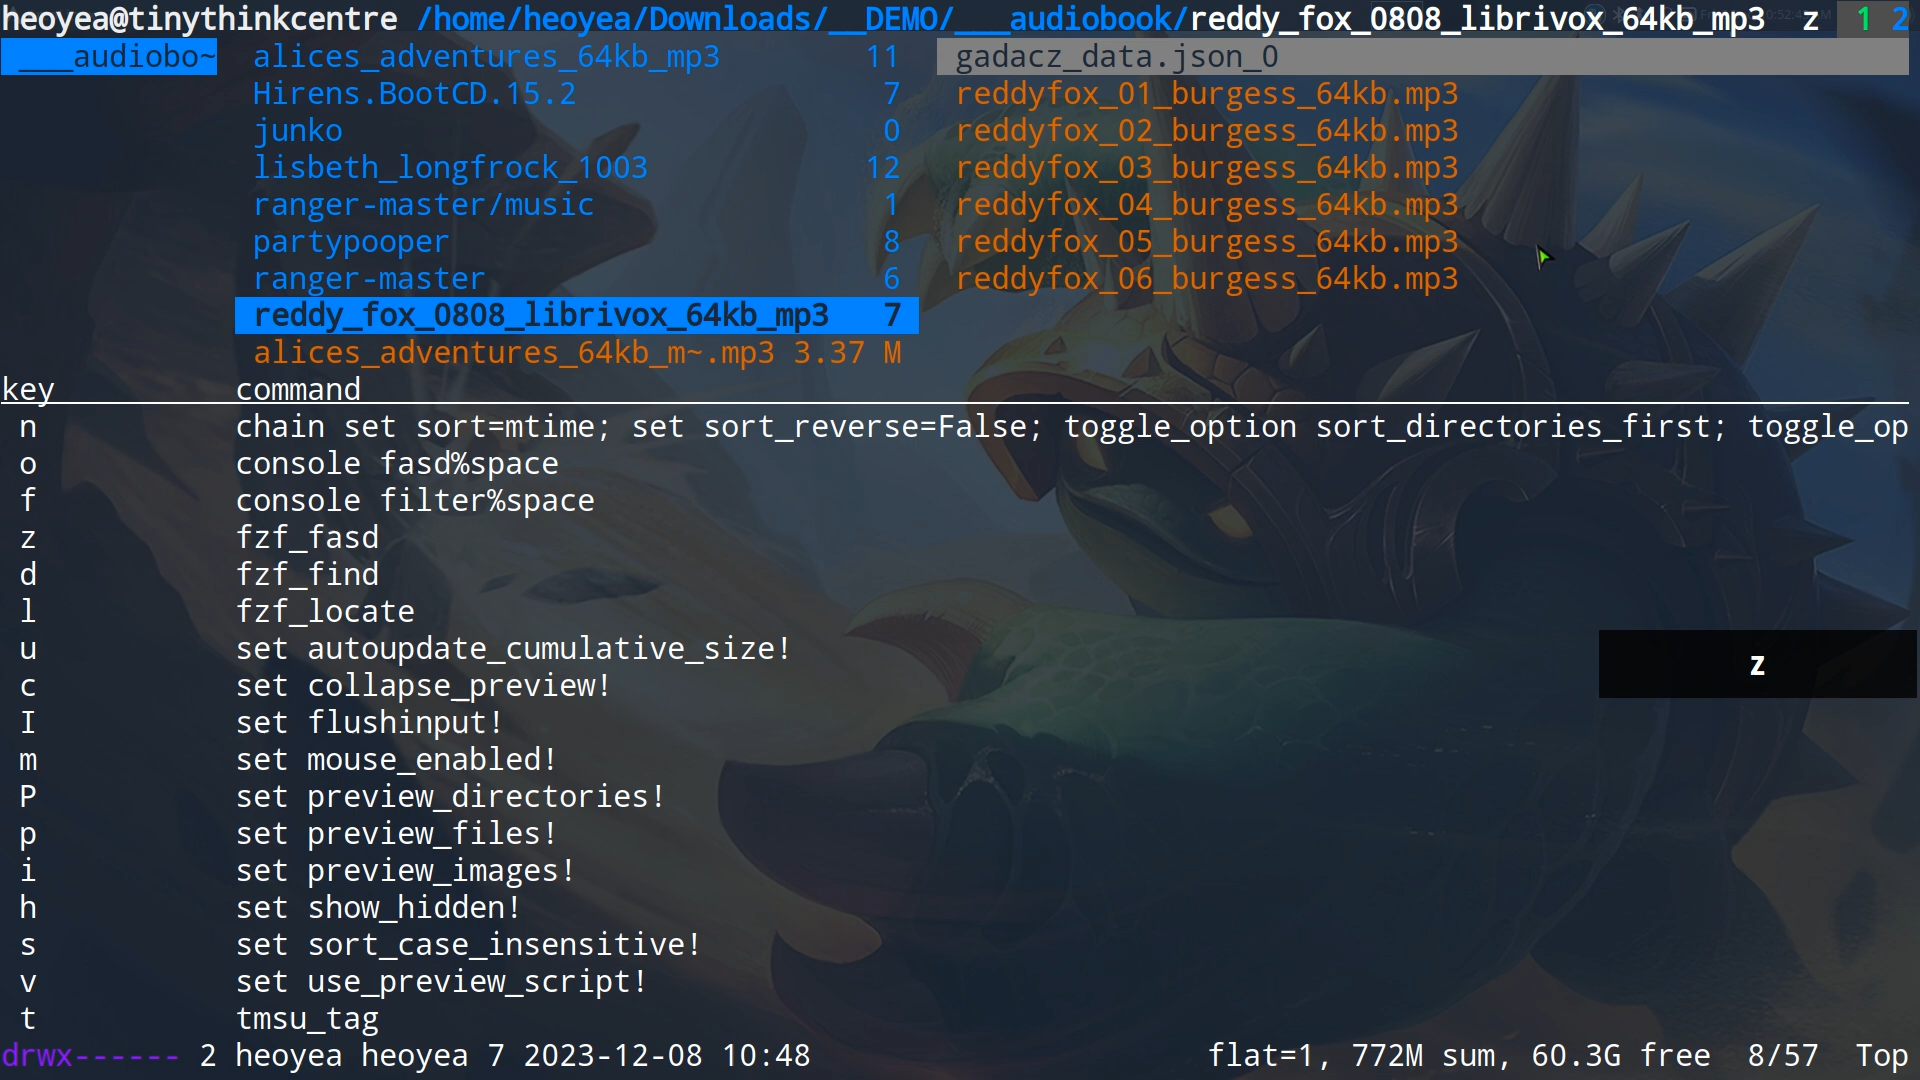 heoyea@tinythinkcentre /home/heoyea/Downloads/__DEMO/___audiobook/reddy_fox_0808_librivox_64kb_mp3 z 1 2
___audiobo~ alices_adventures_64kb_mp3 11 gadacz_data.json_0
Hirens.BootCD.15.2 7 reddyfox_01_burgess_64kb.mp3
junko 0 reddyfox_02_burgess_64kb.mp3
lisbeth_longfrock_1003 12 reddyfox_03_burgess_64kb.mp3
ranger-master/music 1 reddyfox_04_burgess_64kb.mp3
partypooper 8 reddyfox_05_burgess_64kb.mp3
ranger-master 6 reddyfox_06_burgess_64kb.mp3
reddy_fox_0808_librivox_64kb_mp3 7
alices_adventures_64kb_m~.mp3 3.37 M
key command
n chain set sort=mtime; set sort_reverse=False; toggle_option sort_directories_first; toggle_op
o console fasd%space
f console filter%space
z fzf_fasd
d fzf_find
l fzf_locate
u set autoupdate_cumulative_size!
c set collapse_preview!
I set flushinput!
m set mouse_enabled!
P set preview_directories!
p set preview_files!
i set preview_images!
h set show_hidden!
s set sort_case_insensitive!
v set use_preview_script!
t tmsu_tag
z
drwx------ 2 heoyea heoyea 7 2023-12-08 10:48 flat=1, 772M sum, 60.3G free 8/57 Top